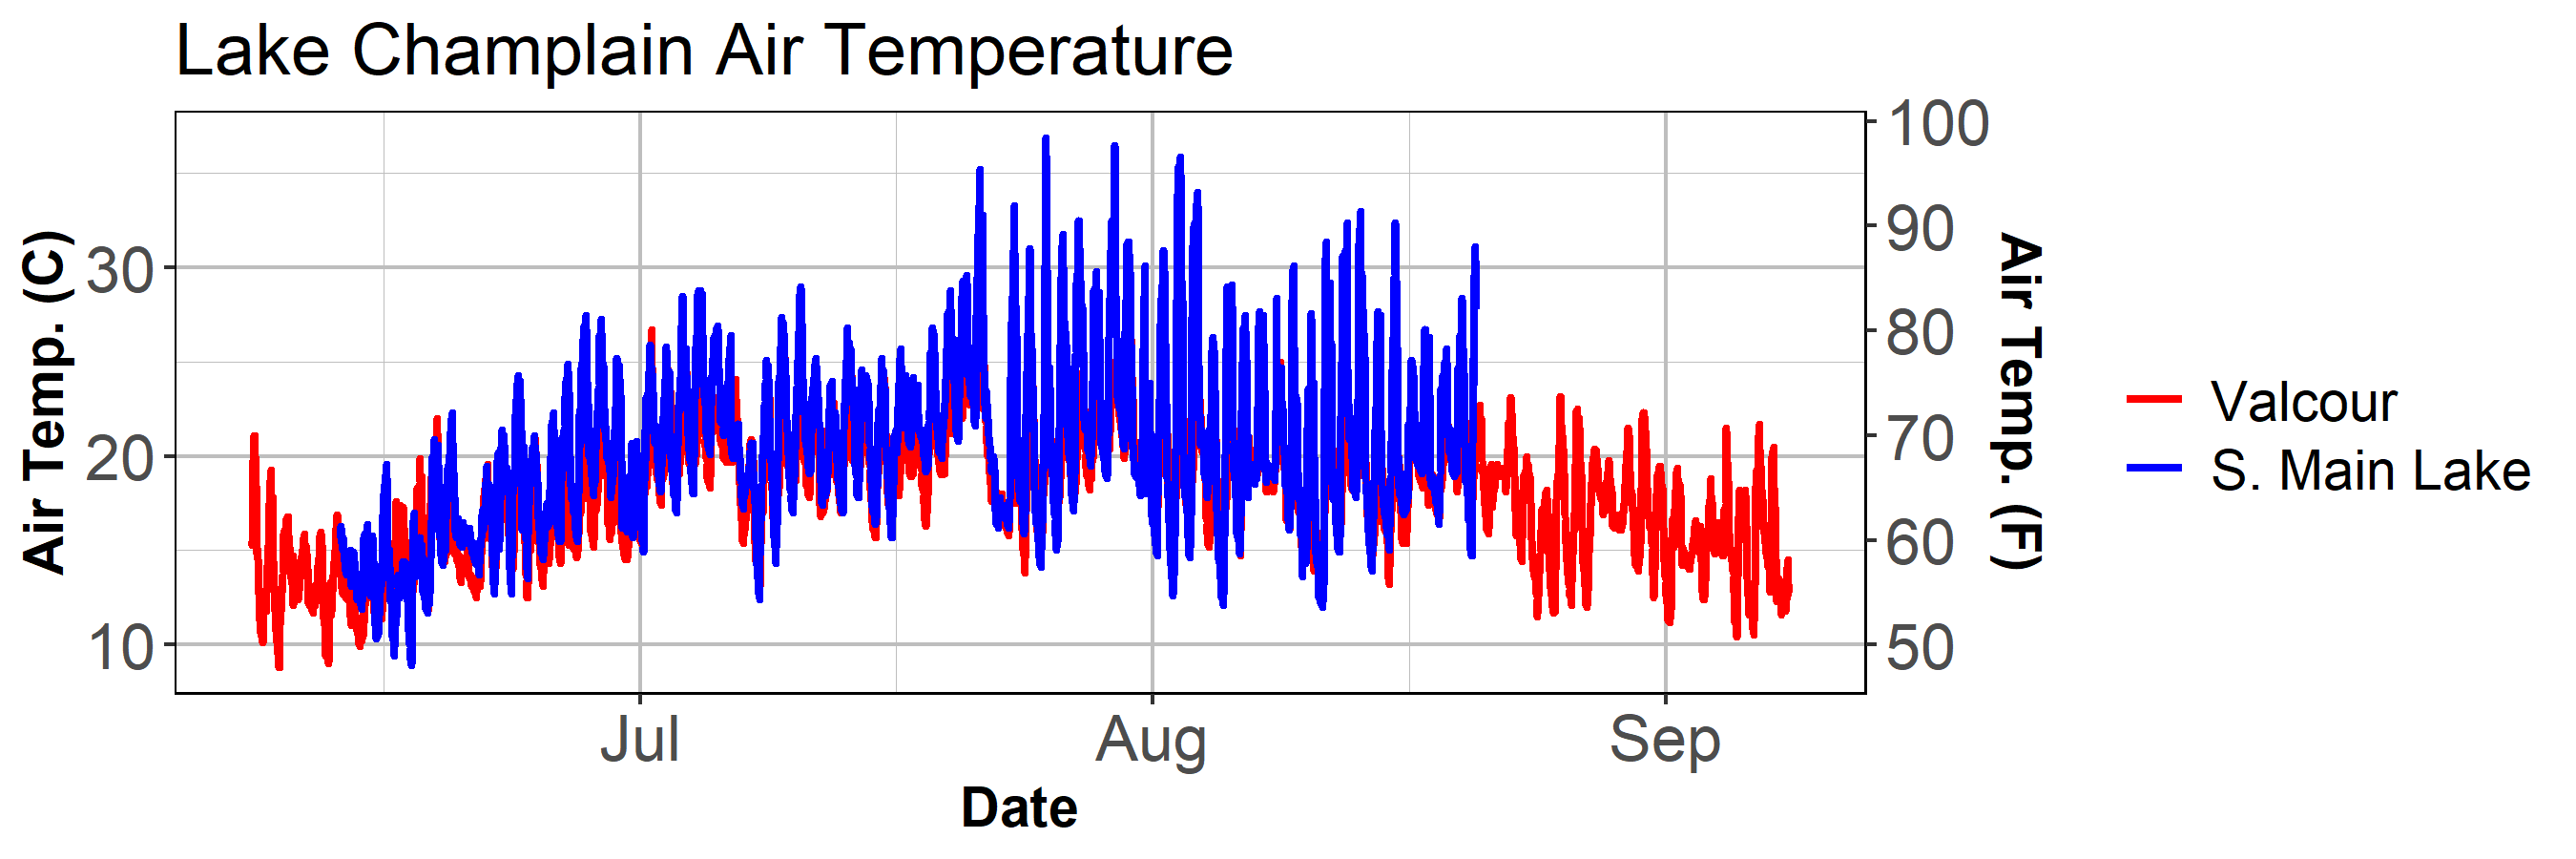 Lake Champlain Air Temperature
Air Temp. (C)
30
20
10
100
90
80
70
60
50
Air Temp. (F)
Jul
Aug
Sep
Date
Valcour
S. Main Lake